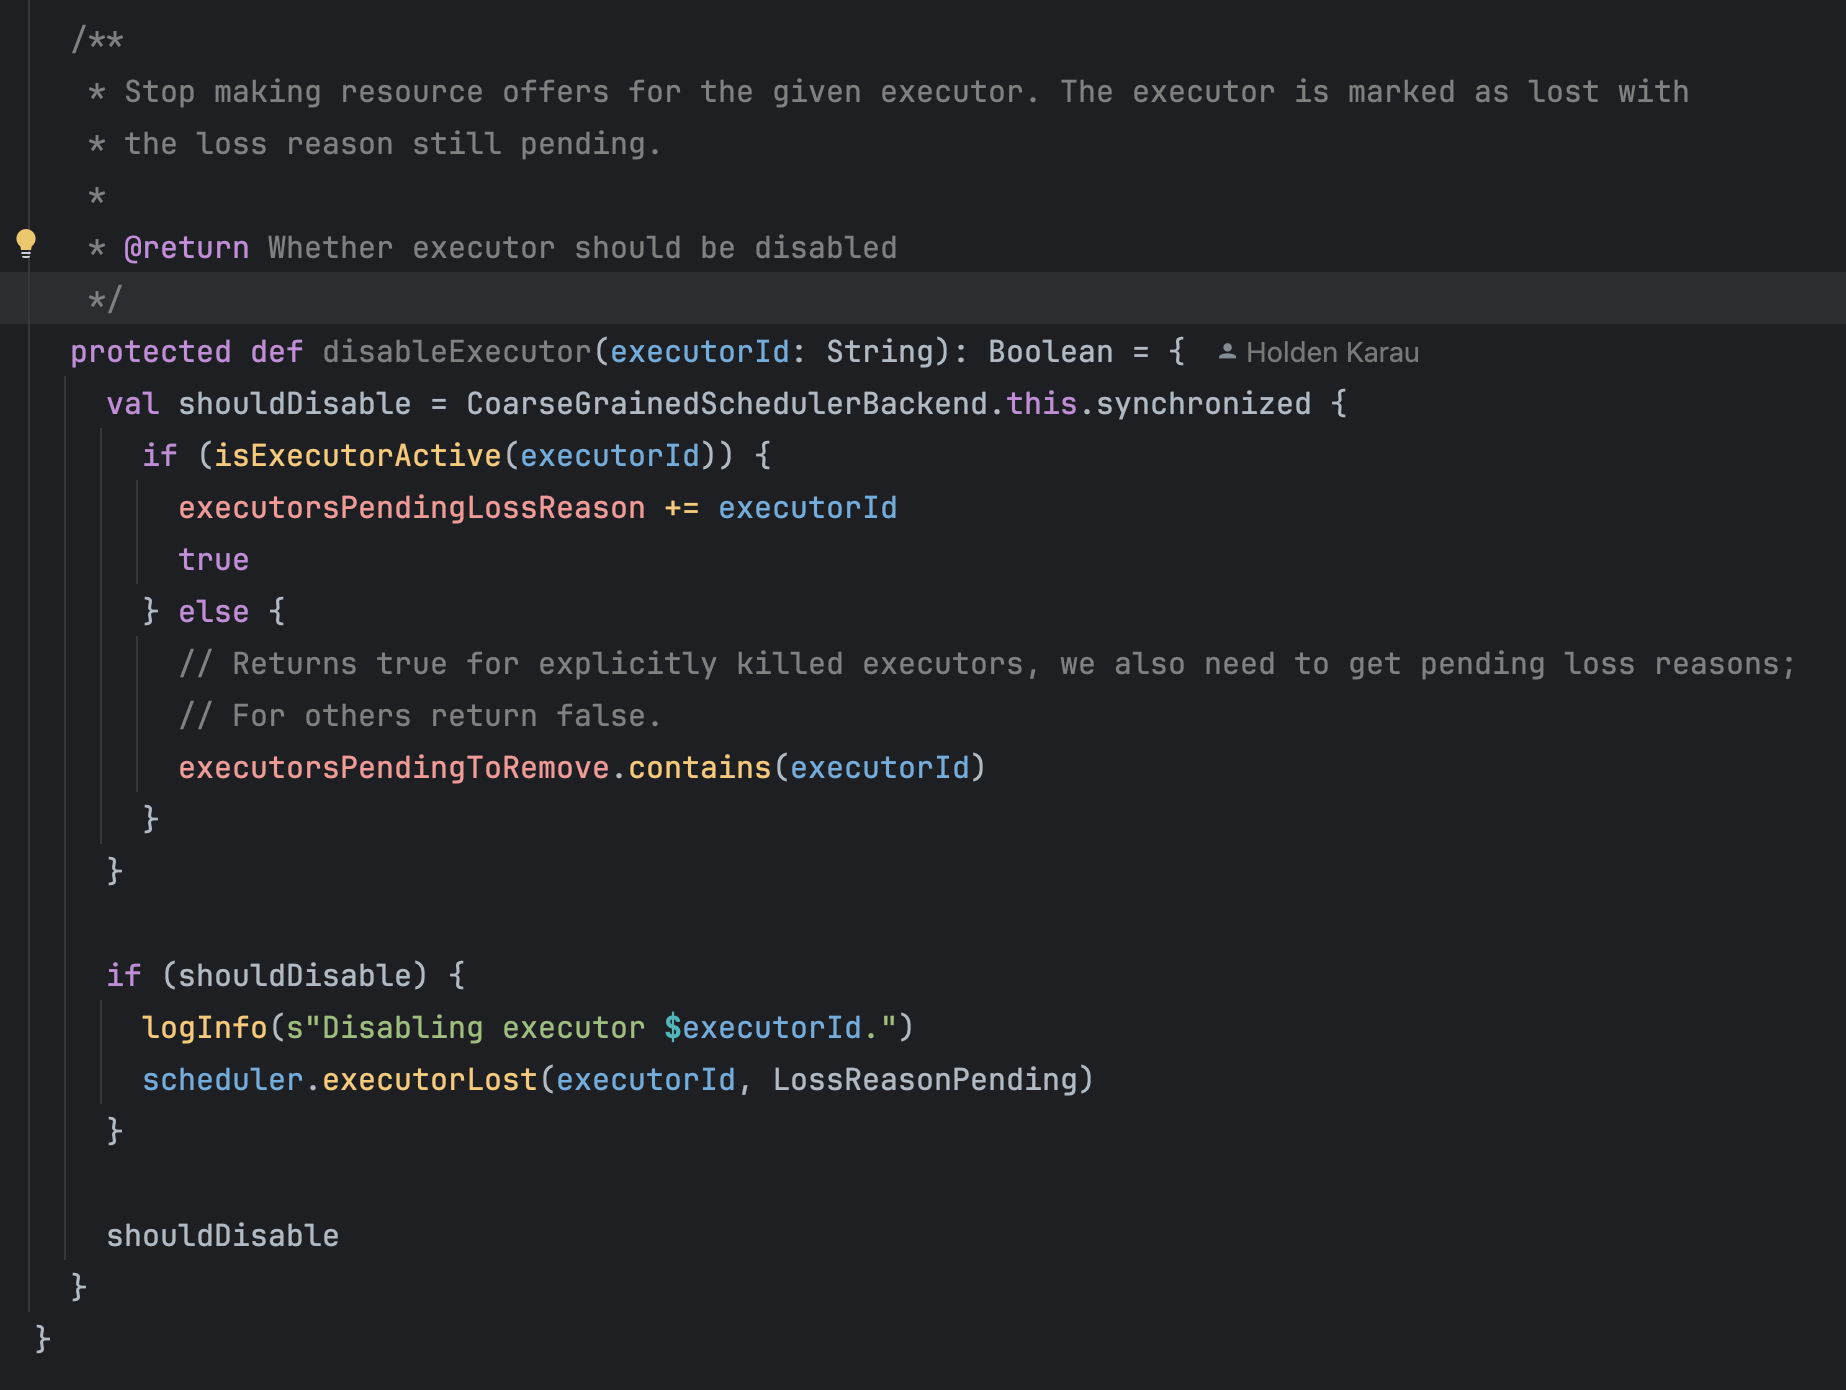 /**
 * Stop making resource offers for the given executor. The executor is marked as lost with
 * the loss reason still pending.
 *
 * @return Whether executor should be disabled
 */
protected def disableExecutor(executorId: String): Boolean = { Holden Karau
  val shouldDisable = CoarseGrainedSchedulerBackend.this.synchronized {
    if (isExecutorActive(executorId)) {
      executorsPendingLossReason += executorId
      true
    } else {
      // Returns true for explicitly killed executors, we also need to get pending loss reasons;
      // For others return false.
      executorsPendingToRemove.contains(executorId)
    }
  }

  if (shouldDisable) {
    logInfo(s"Disabling executor $executorId.")
    scheduler.executorLost(executorId, LossReasonPending)
  }

  shouldDisable
}
}